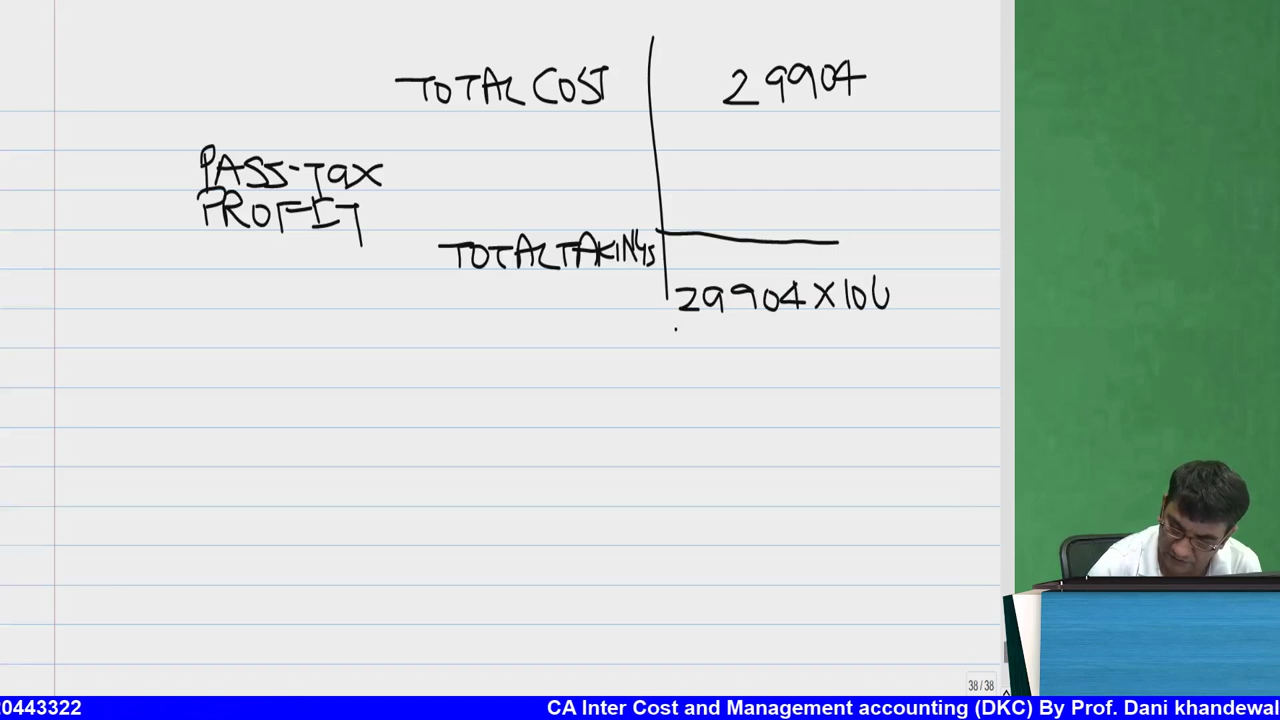 TOTAL COST 29904
PASS-TAX
PROFIT
TOTAL TAKINGS
29904 X 100
38 / 38
0443322 CA Inter Cost and Management accounting (DKC) By Prof. Dani khandewal